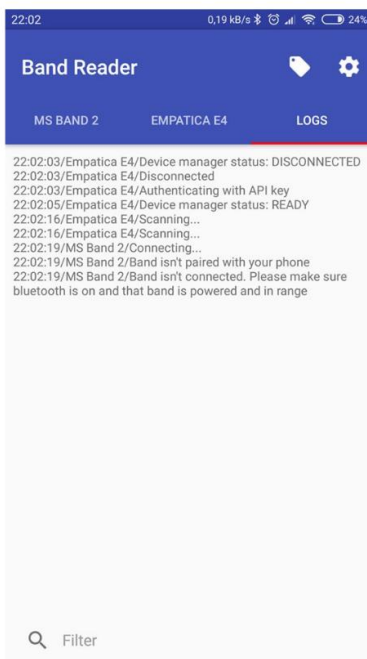 22:02 0,19 kB/s 24%
Band Reader
MS BAND 2 EMPATICA E4 LOGS
22:02:03/Empatica E4/Device manager status: DISCONNECTED
22:02:03/Empatica E4/Disconnected
22:02:03/Empatica E4/Authenticating with API key
22:02:05/Empatica E4/Device manager status: READY
22:02:16/Empatica E4/Scanning...
22:02:16/Empatica E4/Scanning...
22:02:19/MS Band 2/Connecting...
22:02:19/MS Band 2/Band isn't paired with your phone
22:02:19/MS Band 2/Band isn't connected. Please make sure
bluetooth is on and that band is powered and in range
Filter